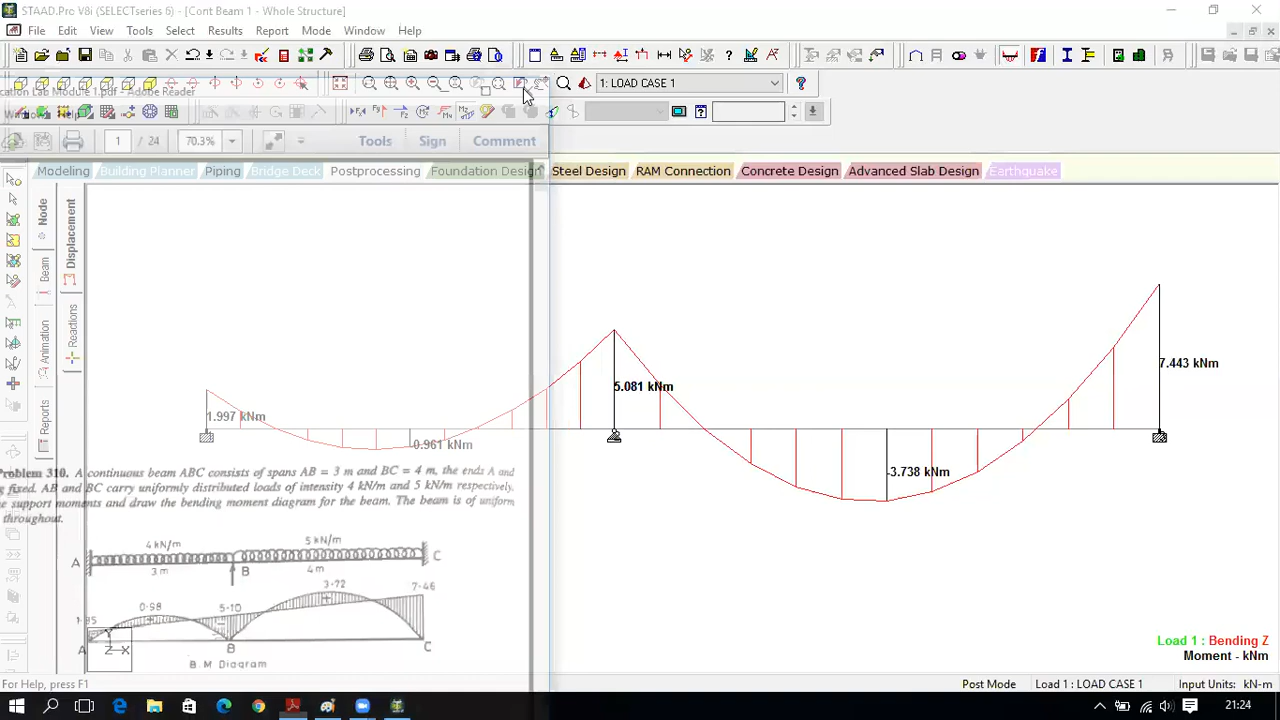 STAAD.Pro V8i (SELECTseries 6) - [Cont Beam 1 - Whole Structure]
File Edit View Tools Select Results Report Mode Window Help
1: LOAD CASE 1
cation Lab Module 1.pdf - Adobe Reader
1 / 24 70.3% Tools Sign Comment
Modeling Building Planner Piping Bridge Deck Postprocessing Foundation Design Steel Design RAM Connection Concrete Design Advanced Slab Design Earthquake
Node
Beam
Animation
Reports
Displacement
Reactions
1.997 kNm
0.961 kNm
5.081 kNm
-3.738 kNm
7.443 kNm
Problem 310. A continuous beam ABC consists of spans AB = 3 m and BC = 4 m, the ends A and
g fixed. AB and BC carry uniformly distributed loads of intensity 4 kN/m and 5 kN/m respectively.
e support moments and draw the bending moment diagram for the beam. The beam is of uniform
throughout.
4 kN/m 5 kN/m
A B C
3 m 4 m
0·98 5·10 3·72 7·46
A B C
Z X
B.M Diagram
Load 1 : Bending Z
Moment - kNm
For Help, press F1 Post Mode Load 1 : LOAD CASE 1 Input Units: kN-m
21:24